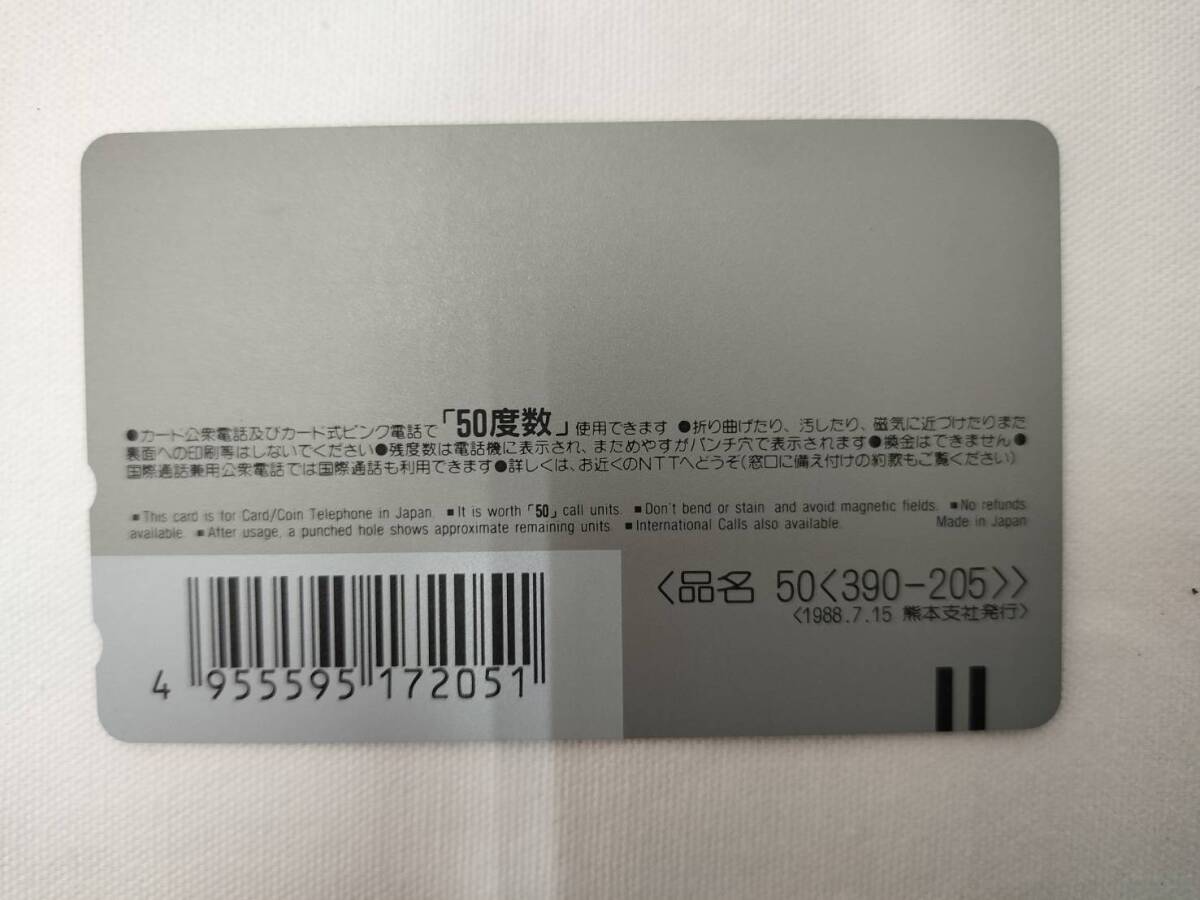 ●カード公衆電話及びカード式ピンク電話で「50度数」使用できます ●折り曲げたり、汚したり、磁気に近づけたりまた
裏面への印刷等はしないでください●残度数は電話機に表示され、まためやすがパンチ穴で表示されます●換金はできません●
国際通話兼用公衆電話では国際通話も利用できます●詳しくは、お近くのNTTへどうぞ(窓口に備え付けの約款もご覧ください)
■This card is for Card/Coin Telephone in Japan. ■It is worth「50」call units. ■Don't bend or stain and avoid magnetic fields. ■No refunds
available. ■After usage, a punched hole shows approximate remaining units. ■International Calls also available. Made in Japan
〈品名 50〈390-205〉〉
〈1988.7.15 熊本支社発行〉
4 955595 172051